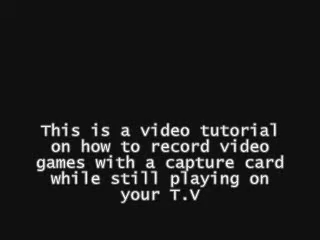 This is a video tutorial
on how to record video
games with a capture card
while still playing on
your T.V